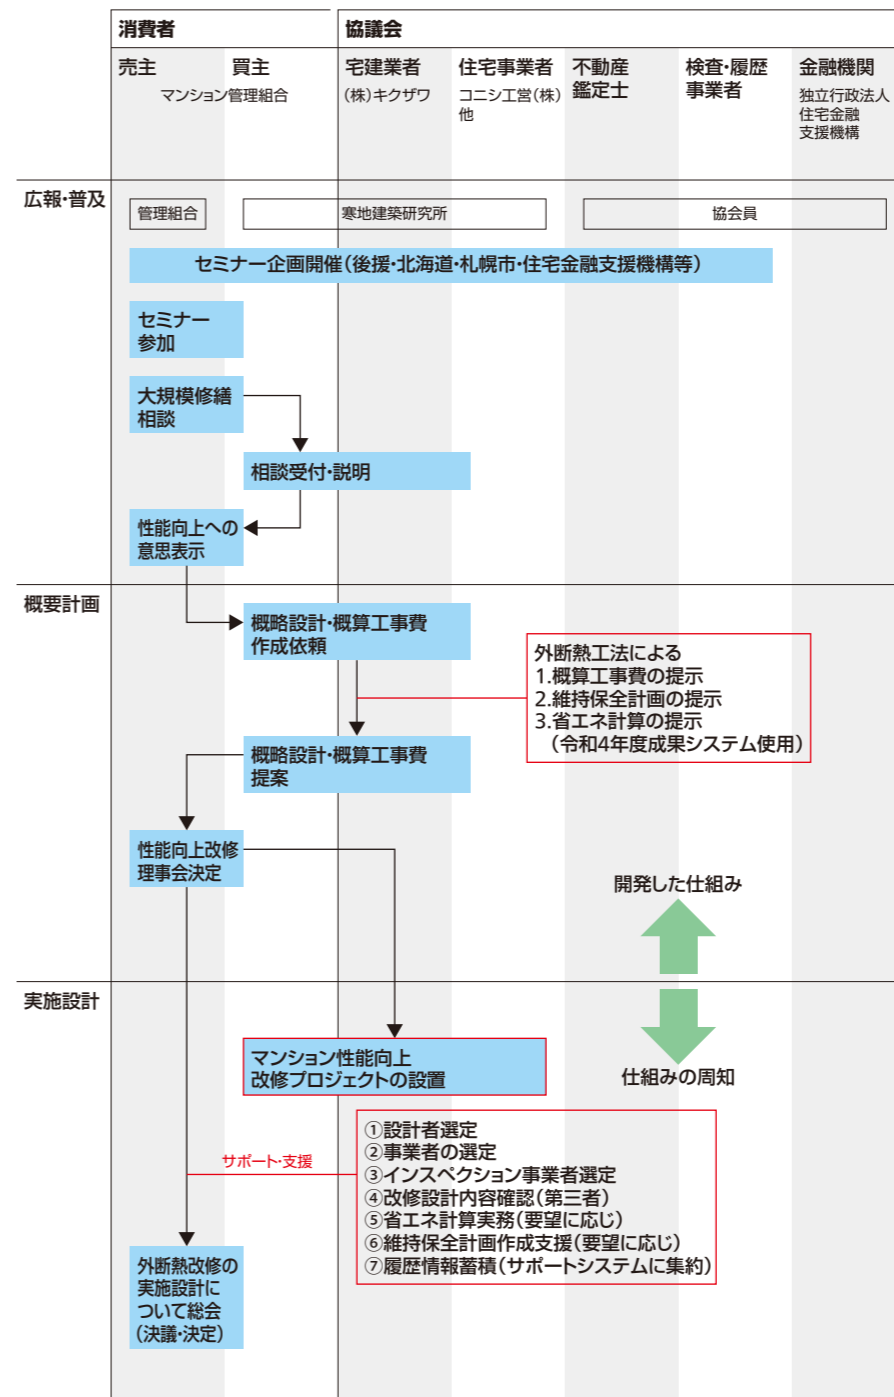 消費者
協議会
売主
買主
マンション管理組合
宅建業者
(株)キクザワ
住宅事業者
コニシ工営(株)
他
不動産
鑑定士
検査・履歴
事業者
金融機関
独立行政法人
住宅金融
支援機構
広報・普及
管理組合
寒地建築研究所
協会員
セミナー企画開催(後援・北海道・札幌市・住宅金融支援機構等)
セミナー
参加
大規模修繕
相談
相談受付・説明
性能向上への
意思表示
概要計画
概略設計・概算工事費
作成依頼
外断熱工法による
1.概算工事費の提示
2.維持保全計画の提示
3.省エネ計算の提示
(令和4年度成果システム使用)
概略設計・概算工事費
提案
性能向上改修
理事会決定
開発した仕組み
実施設計
マンション性能向上
改修プロジェクトの設置
仕組みの周知
サポート・支援
①設計者選定
②事業者の選定
③インスペクション事業者選定
④改修設計内容確認(第三者)
⑤省エネ計算実務(要望に応じ)
⑥維持保全計画作成支援(要望に応じ)
⑦履歴情報蓄積(サポートシステムに集約)
外断熱改修の
実施設計に
ついて総会
(決議・決定)